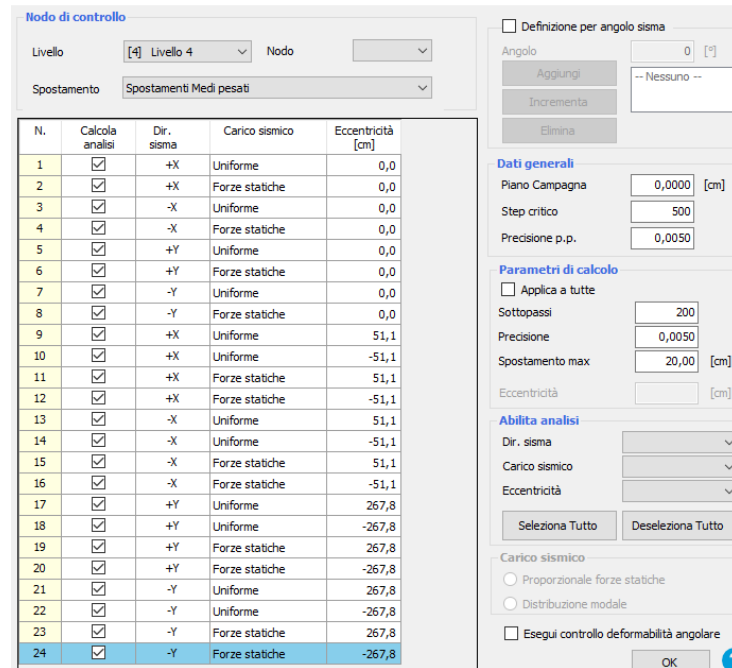 Nodo di controllo
Livello [4] Livello 4 Nodo
Spostamento Spostamenti Medi pesati
N. Calcola analisi Dir. sisma Carico sismico Eccentricità [cm]
1 +X Uniforme 0,0
2 +X Forze statiche 0,0
3 -X Uniforme 0,0
4 -X Forze statiche 0,0
5 +Y Uniforme 0,0
6 +Y Forze statiche 0,0
7 -Y Uniforme 0,0
8 -Y Forze statiche 0,0
9 +X Uniforme 51,1
10 +X Uniforme -51,1
11 +X Forze statiche 51,1
12 +X Forze statiche -51,1
13 -X Uniforme 51,1
14 -X Uniforme -51,1
15 -X Forze statiche 51,1
16 -X Forze statiche -51,1
17 +Y Uniforme 267,8
18 +Y Uniforme -267,8
19 +Y Forze statiche 267,8
20 +Y Forze statiche -267,8
21 -Y Uniforme 267,8
22 -Y Uniforme -267,8
23 -Y Forze statiche 267,8
24 -Y Forze statiche -267,8
Definizione per angolo sisma
Angolo 0 [°]
Aggiungi
-- Nessuno --
Incrementa
Elimina
Dati generali
Piano Campagna 0,0000 [cm]
Step critico 500
Precisione p.p. 0,0050
Parametri di calcolo
Applica a tutte
Sottopassi 200
Precisione 0,0050
Spostamento max 20,00 [cm]
Eccentricità [cm]
Abilita analisi
Dir. sisma
Carico sismico
Eccentricità
Seleziona Tutto Deseleziona Tutto
Carico sismico
Proporzionale forze statiche
Distribuzione modale
Esegui controllo deformabilità angolare
OK